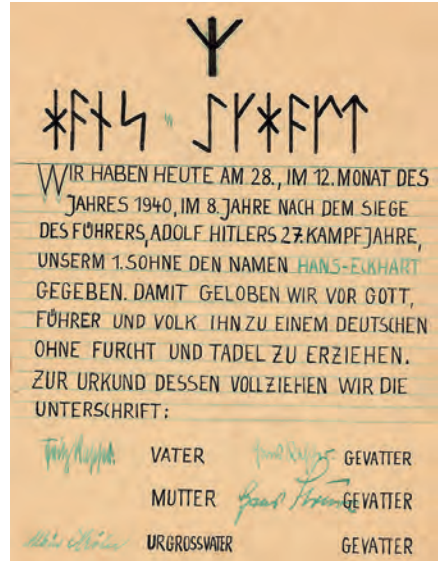 ᛉ
ᚼᚨᚾᛋ " ᛇᚴᚼᚨᚱᛏ
WIR HABEN HEUTE AM 28., IM 12. MONAT DES
JAHRES 1940, IM 8. JAHRE NACH DEM SIEGE
DES FÜHRERS, ADOLF HITLERS 27. KAMPFJAHRE,
UNSERM 1. SOHNE DEN NAMEN HANS-ECKHART
GEGEBEN. DAMIT GELOBEN WIR VOR GOTT,
FÜHRER UND VOLK IHN ZU EINEM DEUTSCHEN
OHNE FURCHT UND TADEL ZU ERZIEHEN.
ZUR URKUND DESSEN VOLLZIEHEN WIR DIE
UNTERSCHRIFT:
VATER GEVATTER
MUTTER GEVATTER
URGROSSVATER GEVATTER